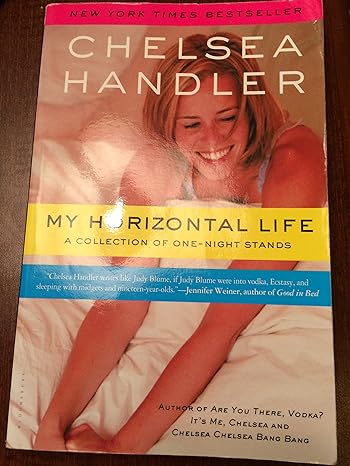 NEW YORK TIMES BESTSELLER
CHELSEA
HANDLER
MY HORIZONTAL LIFE
A COLLECTION OF ONE-NIGHT STANDS
"Chelsea Handler writes like Judy Blume, if Judy Blume were into vodka, Ecstasy, and
sleeping with midgets and nineteen-year-olds."—Jennifer Weiner, author of Good in Bed
AUTHOR OF ARE YOU THERE, VODKA?
IT'S ME, CHELSEA AND
CHELSEA CHELSEA BANG BANG
BLOOMSBURY